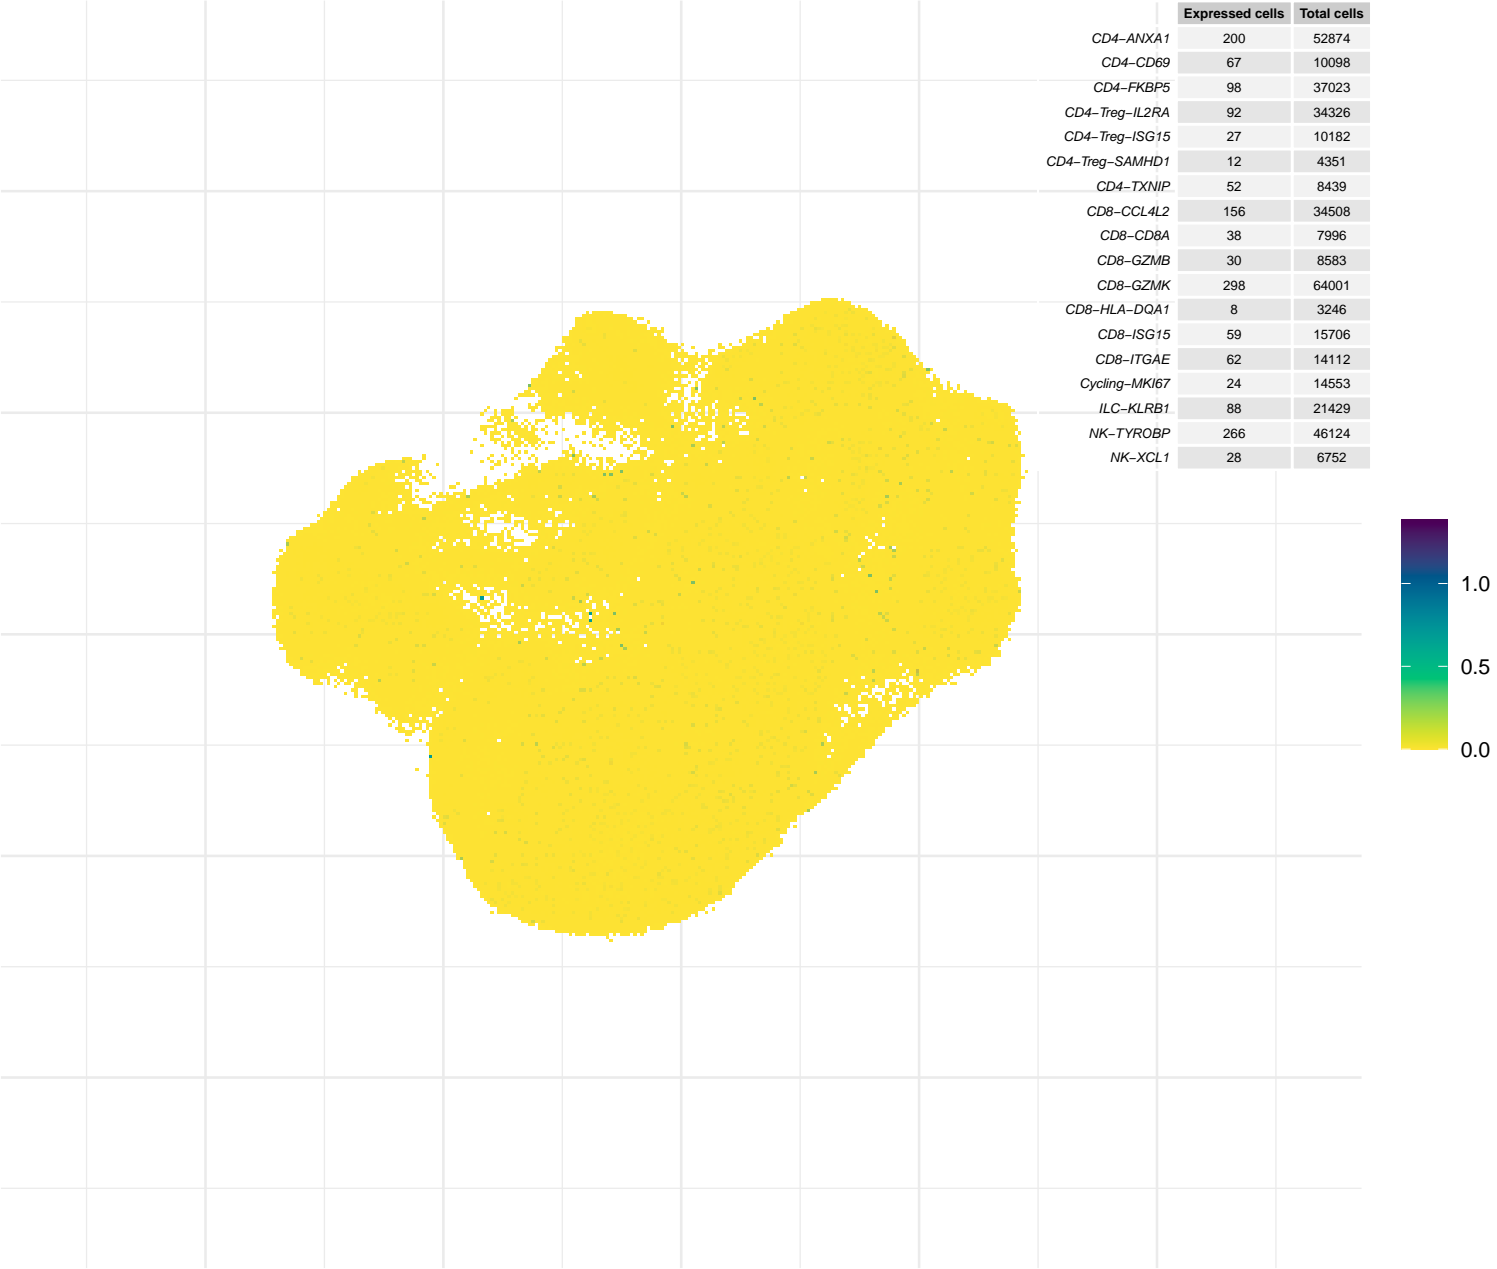 Expressed cells Total cells
CD4−ANXA1 200 52874
CD4−CD69 67 10098
CD4−FKBP5 98 37023
CD4−Treg−IL2RA 92 34326
CD4−Treg−ISG15 27 10182
CD4−Treg−SAMHD1 12 4351
CD4−TXNIP 52 8439
CD8−CCL4L2 156 34508
CD8−CD8A 38 7996
CD8−GZMB 30 8583
CD8−GZMK 298 64001
CD8−HLA−DQA1 8 3246
CD8−ISG15 59 15706
CD8−ITGAE 62 14112
Cycling−MKI67 24 14553
ILC−KLRB1 88 21429
NK−TYROBP 266 46124
NK−XCL1 28 6752
1.0
0.5
0.0